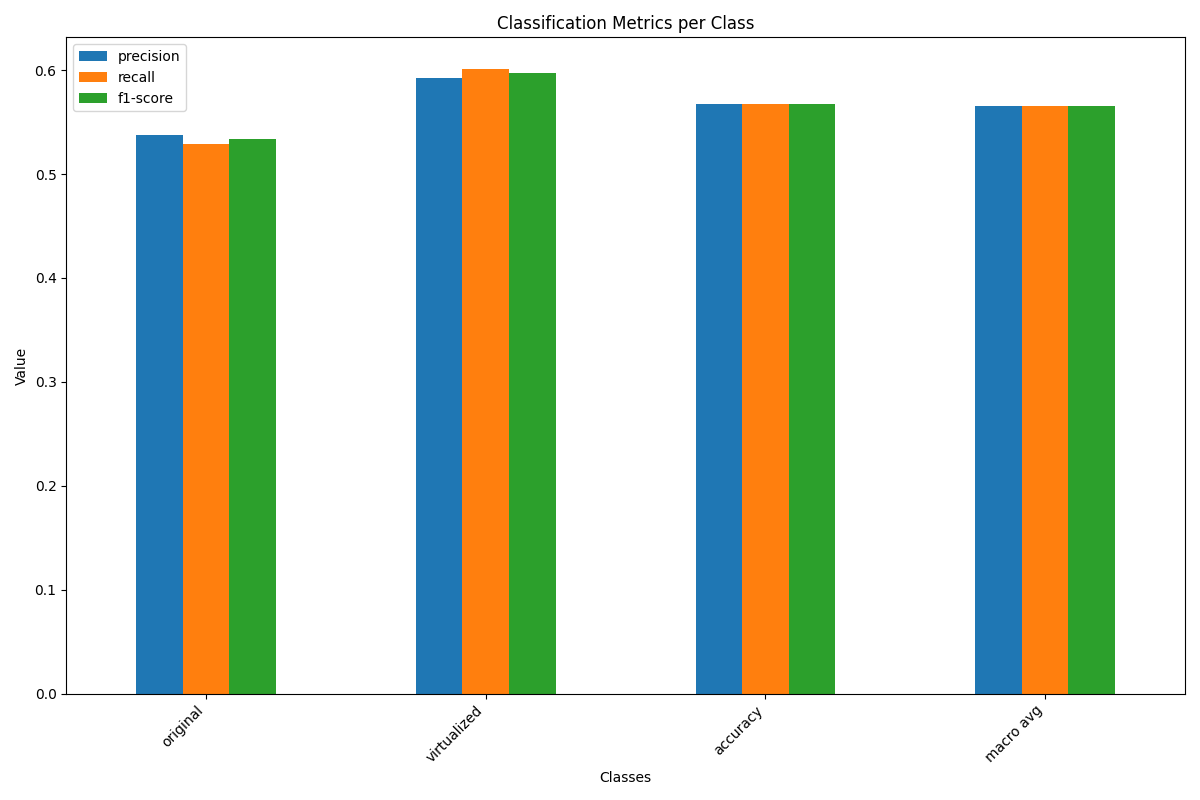 Classification Metrics per Class
precision
recall
f1-score
Value
0.6
0.5
0.4
0.3
0.2
0.1
0.0
original
virtualized
accuracy
macro avg
Classes